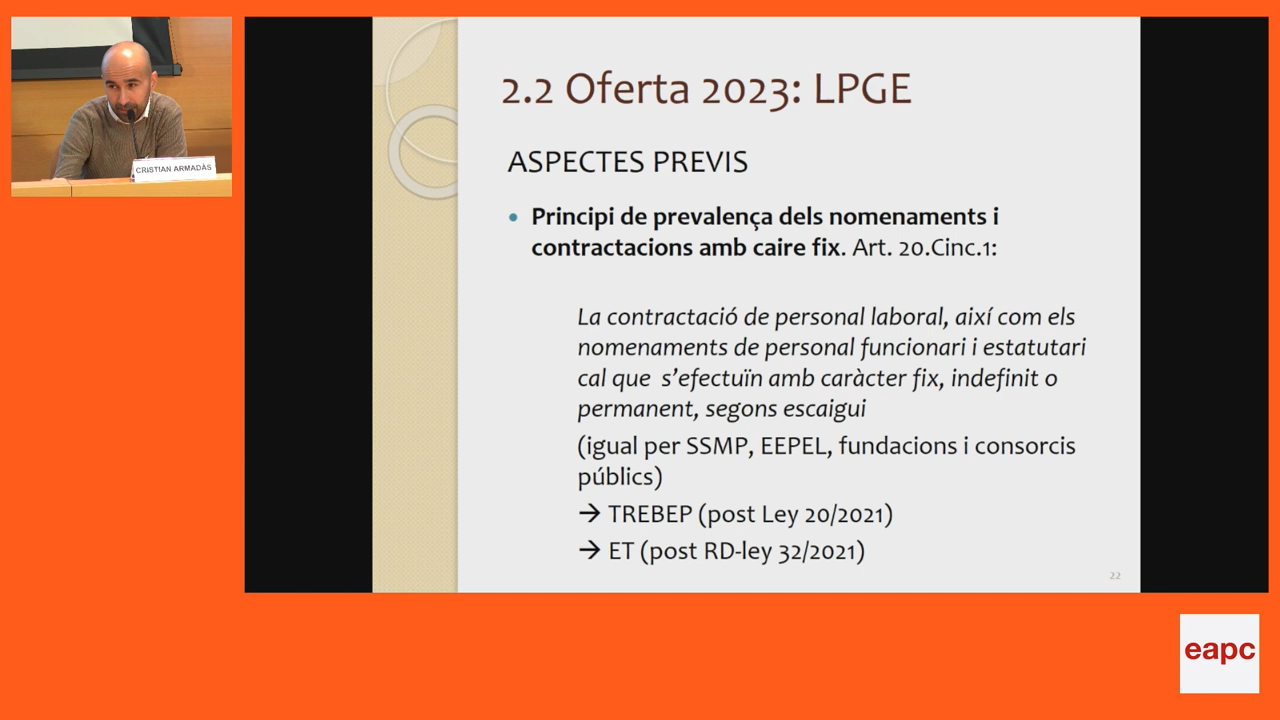 CRISTIAN ARMADÀS
2.2 Oferta 2023: LPGE
ASPECTES PREVIS
• Principi de prevalença dels nomenaments i
contractacions amb caire fix. Art. 20.Cinc.1:
La contractació de personal laboral, així com els
nomenaments de personal funcionari i estatutari
cal que s’efectuïn amb caràcter fix, indefinit o
permanent, segons escaigui
(igual per SSMP, EEPEL, fundacions i consorcis
públics)
→ TREBEP (post Ley 20/2021)
→ ET (post RD-ley 32/2021)
22
eapc